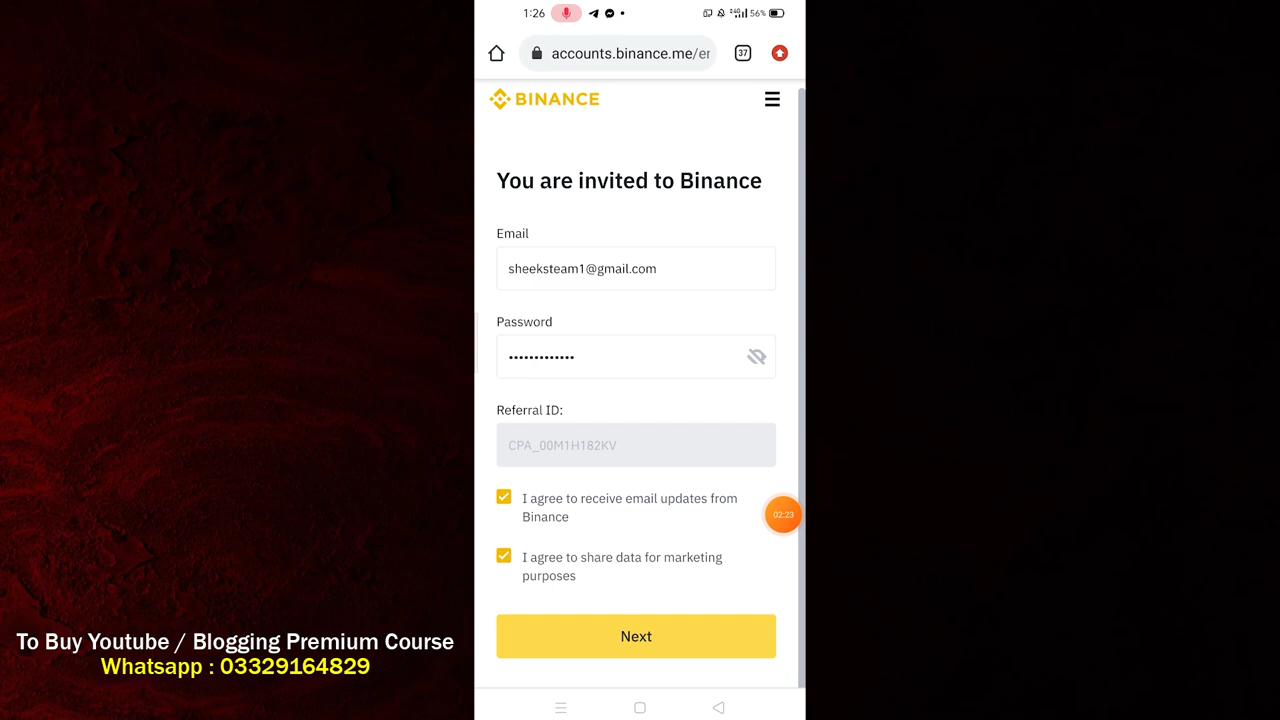 1:26
56%
accounts.binance.me/er
37
BINANCE
You are invited to Binance
Email
sheeksteam1@gmail.com
Password
•••••••••••••
Referral ID:
CPA_00M1H182KV
I agree to receive email updates from
Binance
02:23
I agree to share data for marketing
purposes
Next
To Buy Youtube / Blogging Premium Course
Whatsapp : 03329164829